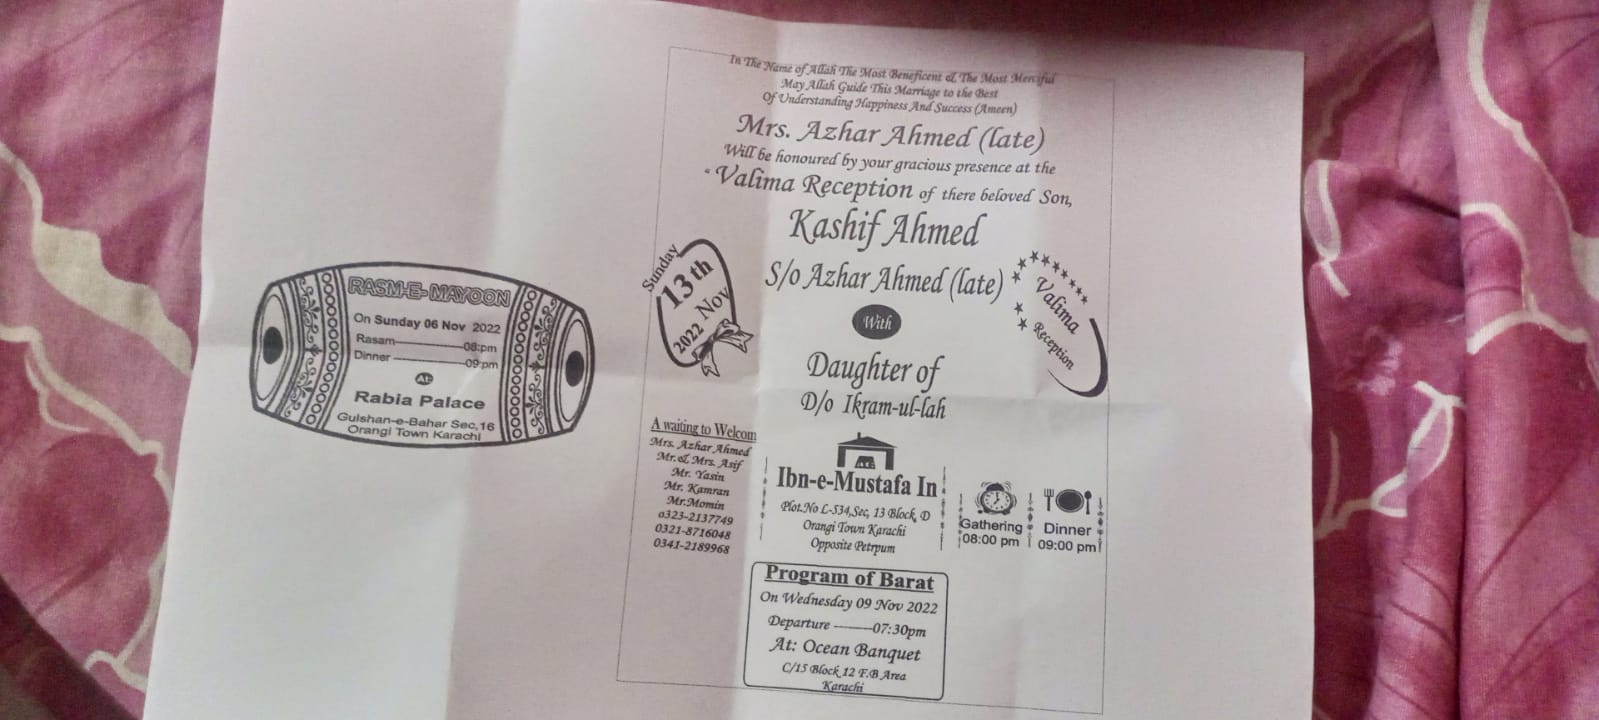 RASM-E-MAYOON
On Sunday 06 Nov 2022
Rasam 08:pm
Dinner 09:pm
At:
Rabia Palace
Gulshan-e-Bahar Sec,16
Orangi Town Karachi
In The Name of Allah The Most Beneficent & The Most Merciful
May Allah Guide This Marriage to the Best
Of Understanding Happiness And Success (Ameen)
Mrs. Azhar Ahmed (late)
Will be honoured by your gracious presence at the
Valima Reception of there beloved Son,
Kashif Ahmed
S/o Azhar Ahmed (late)
With
Daughter of
D/o Ikram-ul-lah
Sunday
13th
Nov
2022
Valima
Reception
A waiting to Welcom
Mrs. Azhar Ahmed
Mr.& Mrs. Asif
Mr. Yasin
Mr. Kamran
Mr.Momin
o323-2137749
0321-8716048
0341-2189968
At:
Ibn-e-Mustafa In
Plot.No L-534,Sec, 13 Block, D
Orangi Town Karachi
Opposite Petrpum
Gathering
08:00 pm
Dinner
09:00 pm
Program of Barat
On Wednesday 09 Nov 2022
Departure 07:30pm
At: Ocean Banquet
C/15 Block 12 F.B Area
Karachi